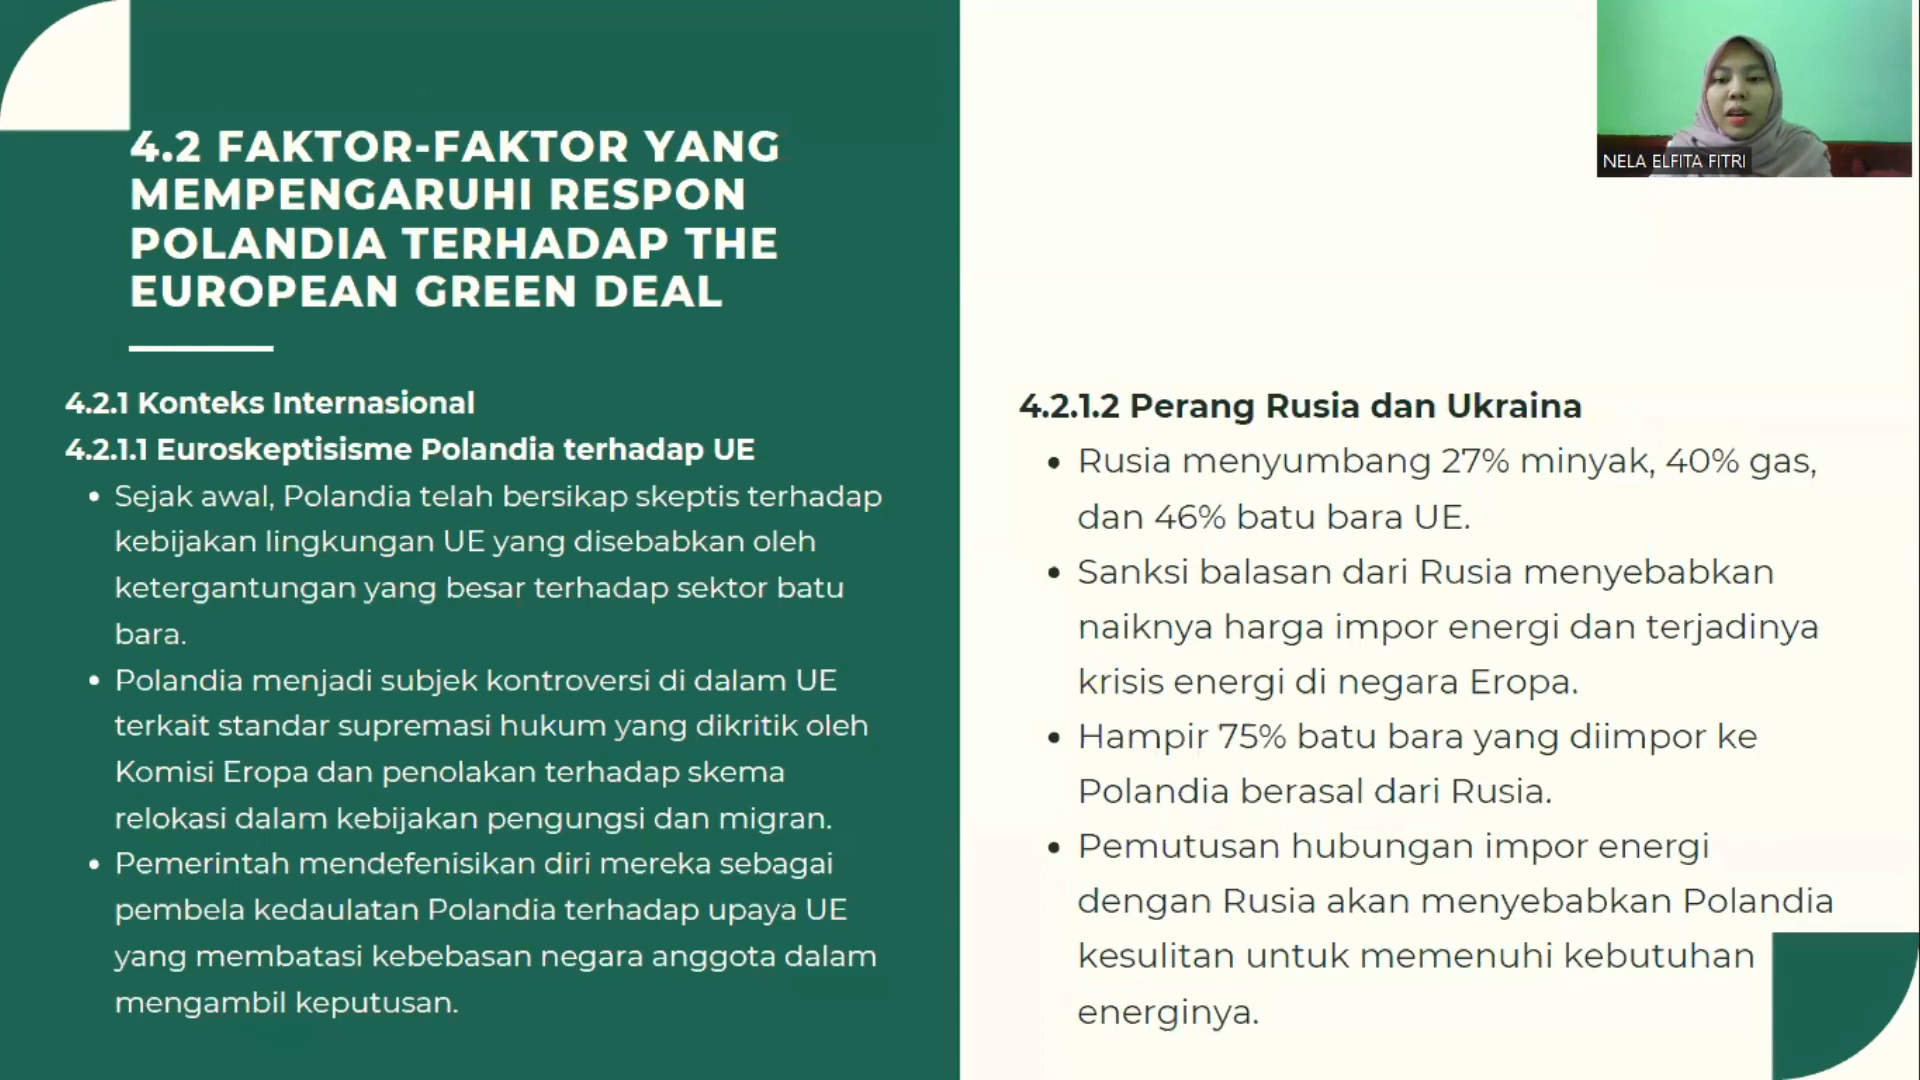 4.2 FAKTOR-FAKTOR YANG
MEMPENGARUHI RESPON
POLANDIA TERHADAP THE
EUROPEAN GREEN DEAL
4.2.1 Konteks Internasional
4.2.1.1 Euroskeptisisme Polandia terhadap UE
• Sejak awal, Polandia telah bersikap skeptis terhadap
kebijakan lingkungan UE yang disebabkan oleh
ketergantungan yang besar terhadap sektor batu
bara.
• Polandia menjadi subjek kontroversi di dalam UE
terkait standar supremasi hukum yang dikritik oleh
Komisi Eropa dan penolakan terhadap skema
relokasi dalam kebijakan pengungsi dan migran.
• Pemerintah mendefenisikan diri mereka sebagai
pembela kedaulatan Polandia terhadap upaya UE
yang membatasi kebebasan negara anggota dalam
mengambil keputusan.
NELA ELFITA FITRI
4.2.1.2 Perang Rusia dan Ukraina
• Rusia menyumbang 27% minyak, 40% gas,
dan 46% batu bara UE.
• Sanksi balasan dari Rusia menyebabkan
naiknya harga impor energi dan terjadinya
krisis energi di negara Eropa.
• Hampir 75% batu bara yang diimpor ke
Polandia berasal dari Rusia.
• Pemutusan hubungan impor energi
dengan Rusia akan menyebabkan Polandia
kesulitan untuk memenuhi kebutuhan
energinya.